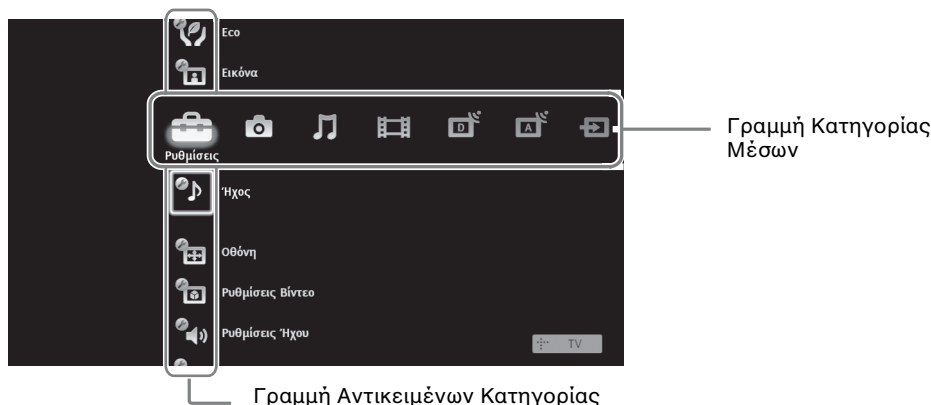 Eco
Εικόνα
Ρυθμίσεις
D
A
Γραμμή Κατηγορίας
Μέσων
Ήχος
Οθόνη
Ρυθμίσεις Βίντεο
Ρυθμίσεις Ήχου
TV
Γραμμή Αντικειμένων Κατηγορίας